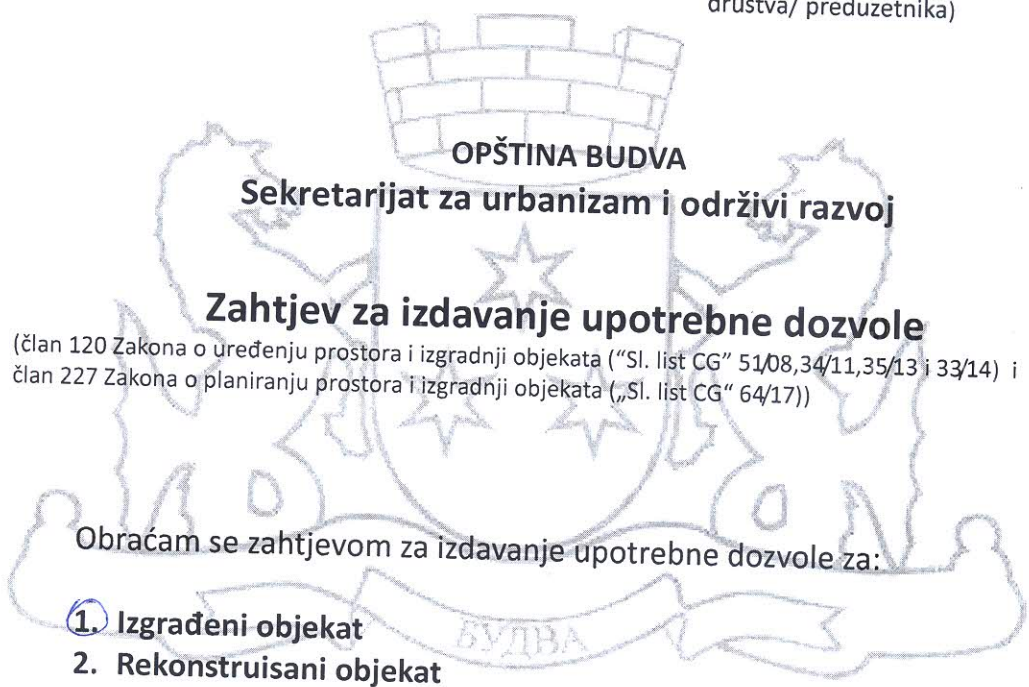 društva/ preduzetnika)
OPŠTINA BUDVA
Sekretarijat za urbanizam i održivi razvoj
Zahtjev za izdavanje upotrebne dozvole
(član 120 Zakona o uređenju prostora i izgradnji objekata (“Sl. list CG” 51/08,34/11,35/13 i 33/14) i
član 227 Zakona o planiranju prostora i izgradnji objekata („Sl. list CG“ 64/17))
Obraćam se zahtjevom za izdavanje upotrebne dozvole za:
1. Izgrađeni objekat
БУДВА
2. Rekonstruisani objekat